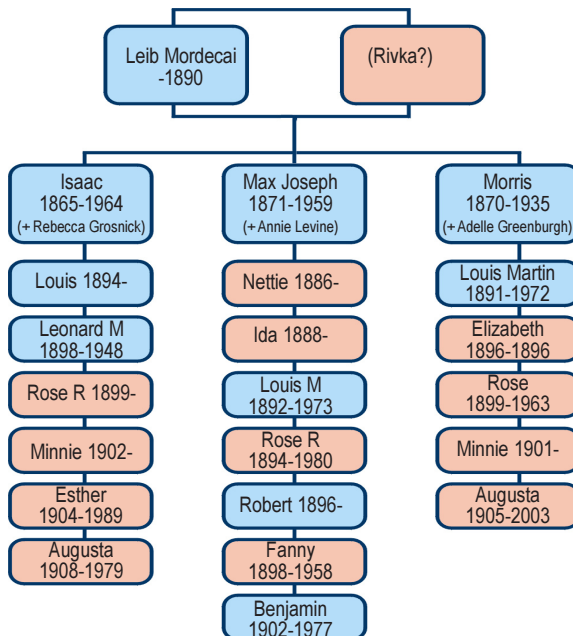 Leib Mordecai
-1890
(Rivka?)
Isaac
1865-1964
(+ Rebecca Grosnick)
Louis 1894-
Leonard M
1898-1948
Rose R 1899-
Minnie 1902-
Esther
1904-1989
Augusta
1908-1979
Max Joseph
1871-1959
(+ Annie Levine)
Nettie 1886-
Ida 1888-
Louis M
1892-1973
Rose R
1894-1980
Robert 1896-
Fanny
1898-1958
Benjamin
1902-1977
Morris
1870-1935
(+ Adelle Greenburgh)
Louis Martin
1891-1972
Elizabeth
1896-1896
Rose
1899-1963
Minnie 1901-
Augusta
1905-2003